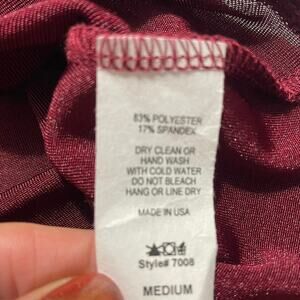 83% POLYESTER
17% SPANDEX
DRY CLEAN OR
HAND WASH
WITH COLD WATER
DO NOT BLEACH
HANG OR LINE DRY
MADE IN USA
Style# 7008
MEDIUM